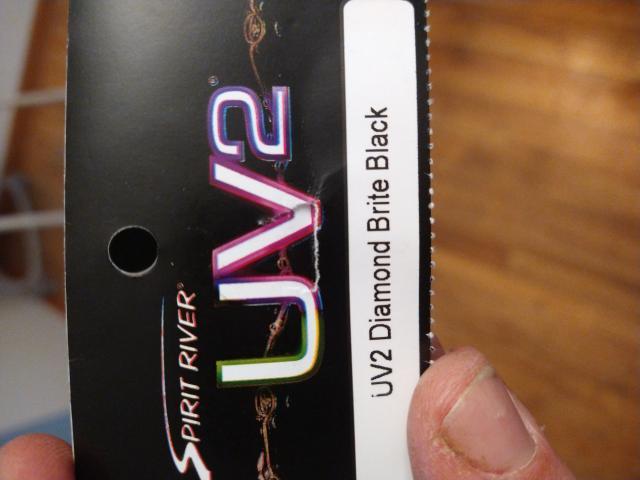 SPIRIT RIVER®
UV2®
UV2 Diamond Brite Black